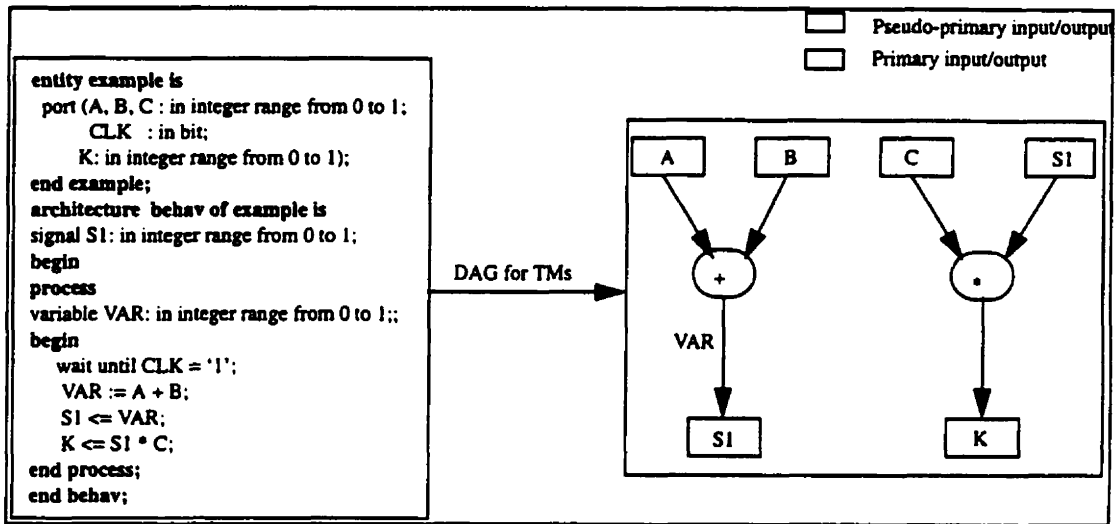 Pseudo-primary input/output
Primary input/output
entity example is
port (A, B, C : in integer range from 0 to 1;
CLK : in bit;
K: in integer range from 0 to 1);
end example;
architecture behav of example is
signal S1: in integer range from 0 to 1;
begin
process
variable VAR: in integer range from 0 to 1;;
begin
wait until CLK = ‘1’;
VAR := A + B;
S1 <= VAR;
K <= S1 * C;
end process;
end behav;
DAG for TMs
A B C S1
+ *
VAR
S1 K